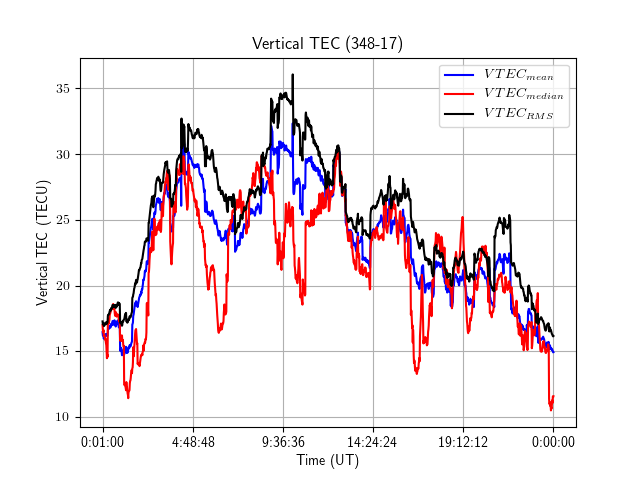 Vertical TEC (348-17)
VTEC_mean
VTEC_median
VTEC_RMS
Vertical TEC (TECU)
35
30
25
20
15
10
0:01:00 4:48:48 9:36:36 14:24:24 19:12:12 0:00:00
Time (UT)